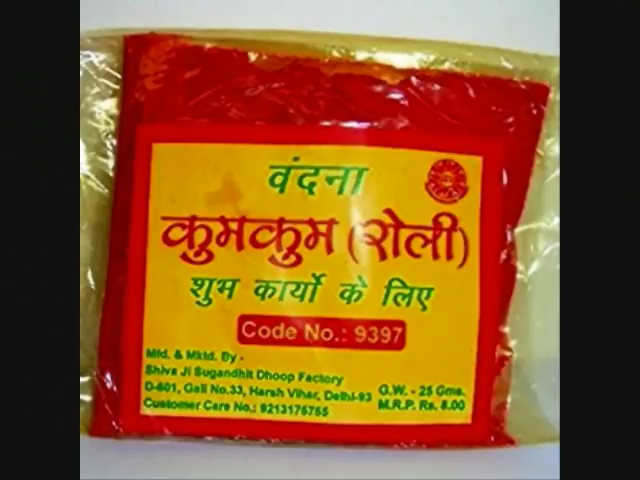 वंदना
कुमकुम (रोली)
शुभ कार्यो के लिए
Code No.: 9397
Mfd. & Mktd. By -
Shiva Ji Sugandhit Dhoop Factory
D-601, Gali No.33, Harsh Vihar, Delhi-93
Customer Care No.: 9213175755
G.W. - 25 Gms.
M.R.P. Rs. 8.00